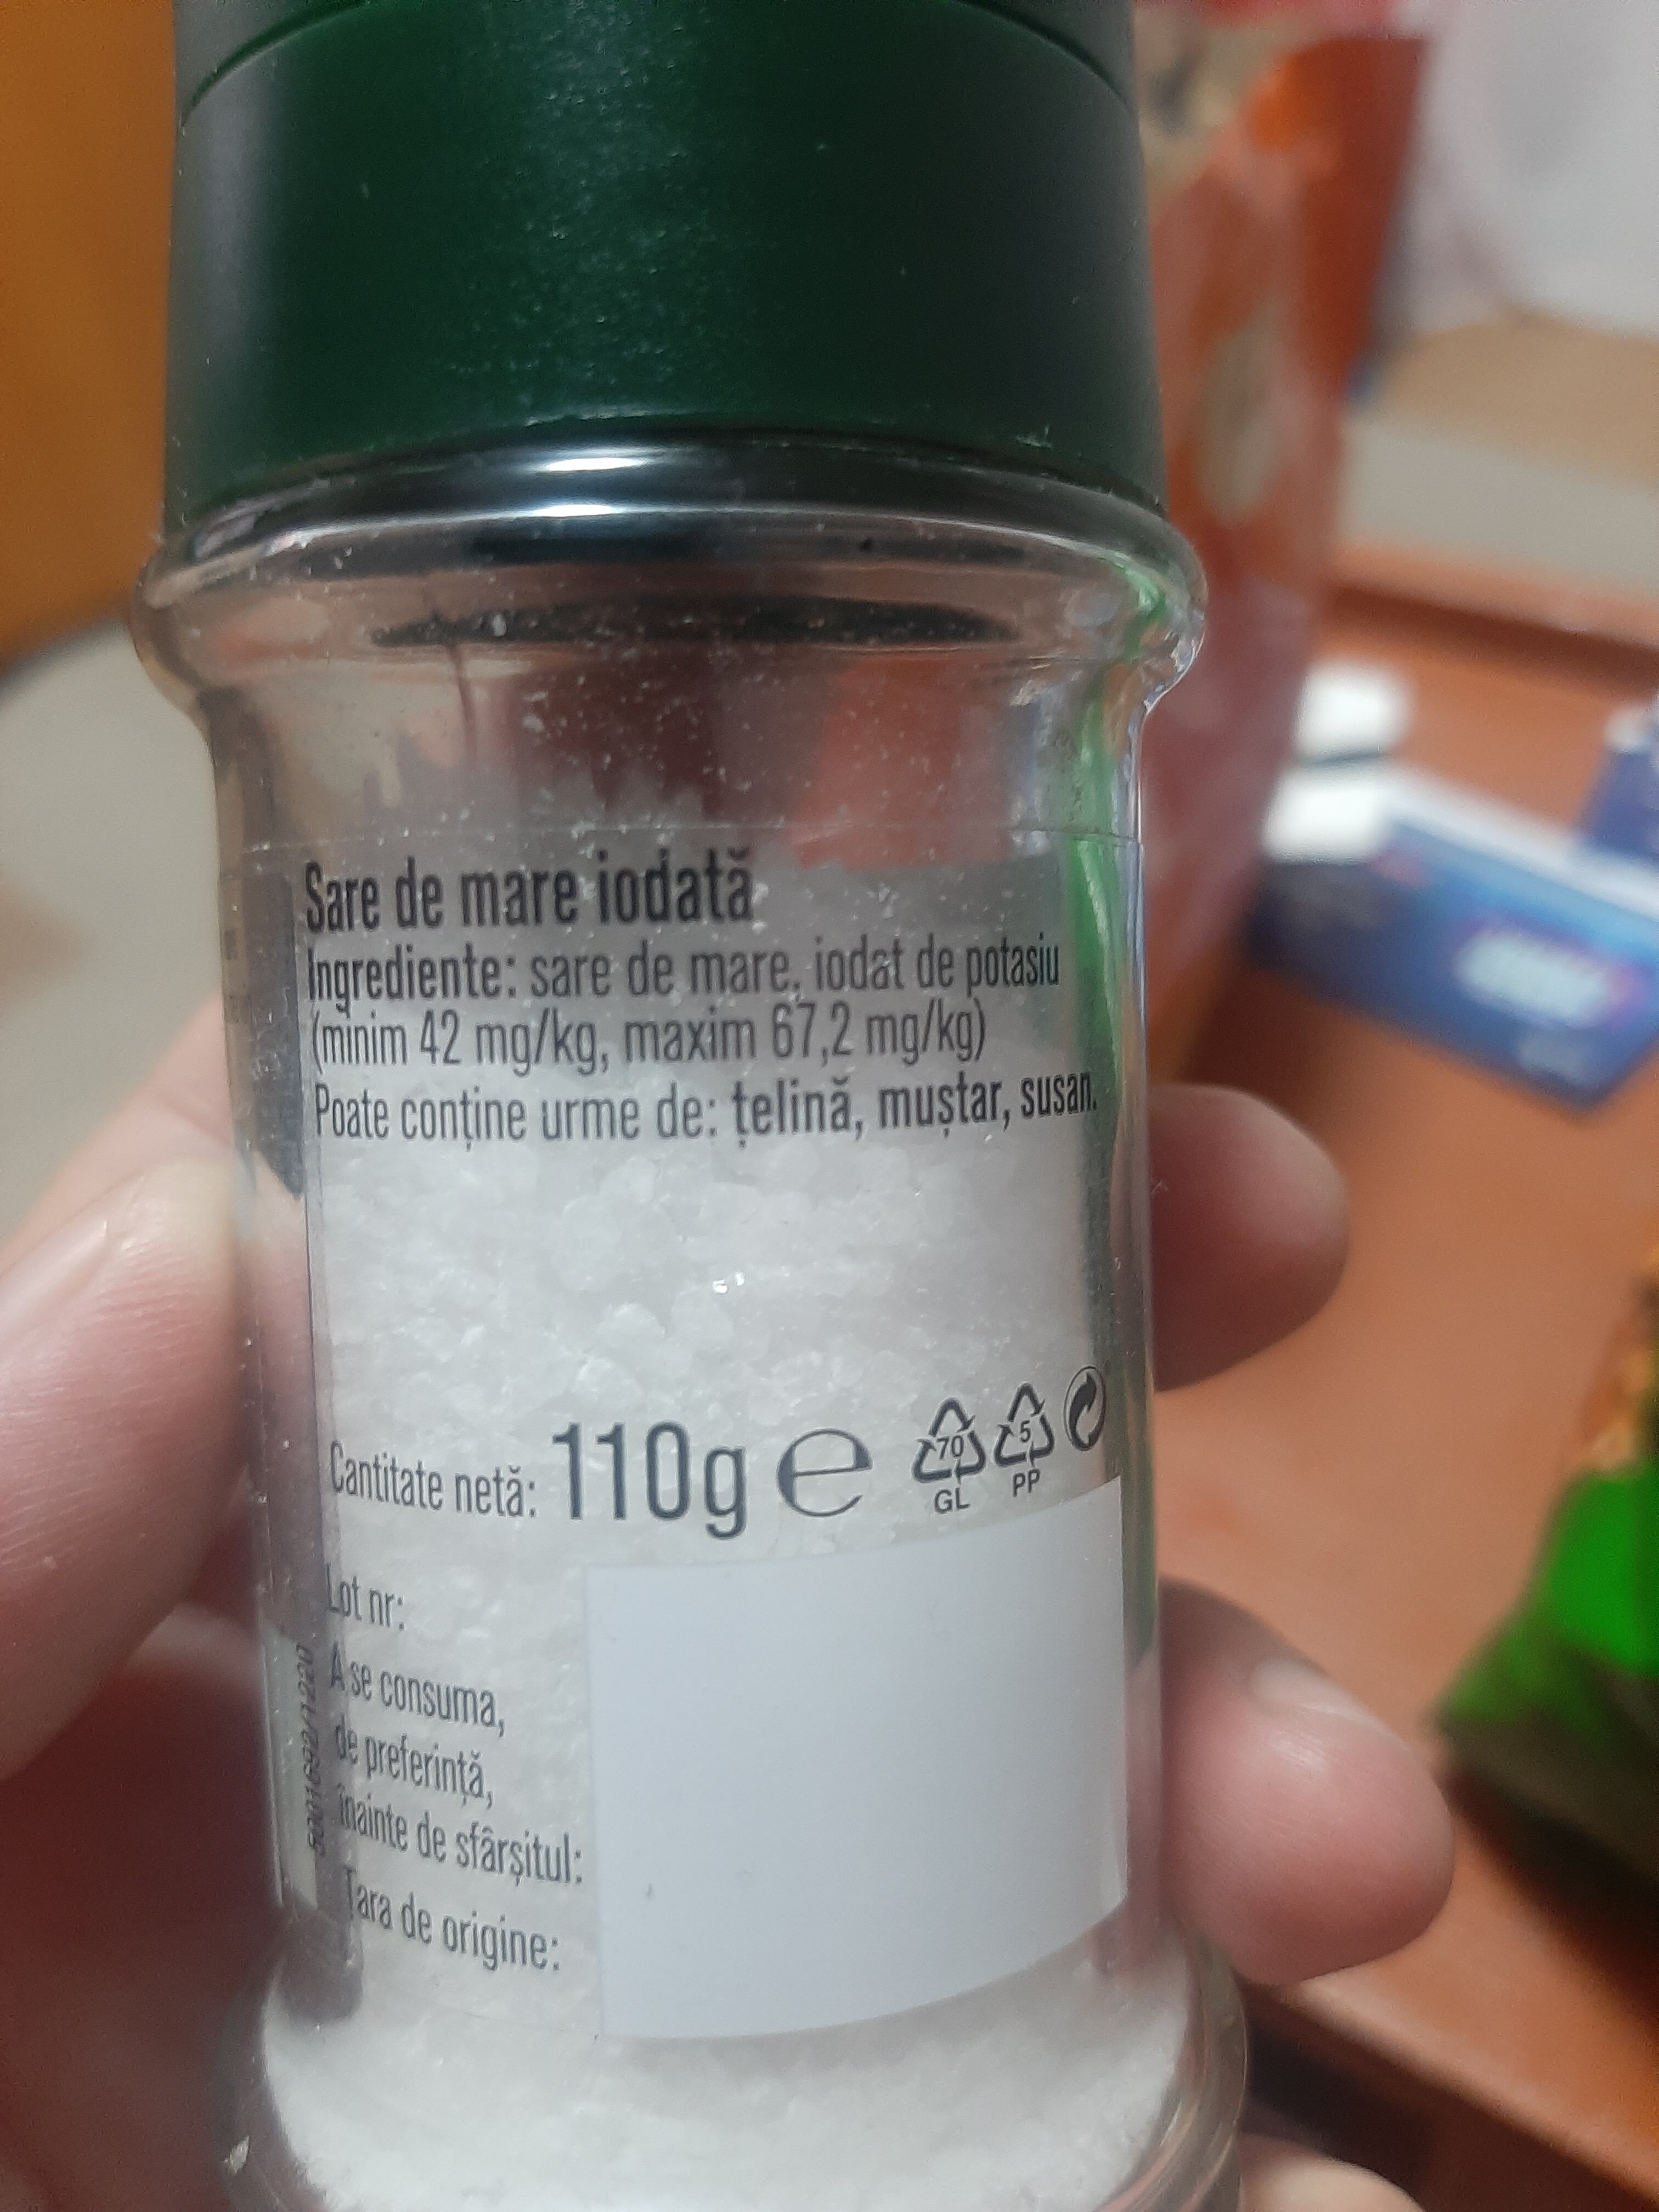 Sare de mare iodată
Ingrediente: sare de mare, iodat de potasiu
(minim 42 mg/kg, maxim 67,2 mg/kg)
Poate conține urme de: țelină, muștar, susan.
Cantitate netă: 110g e
70
GL
5
PP
Lot nr:
A se consuma,
de preferință,
înainte de sfârșitul:
Țara de origine: